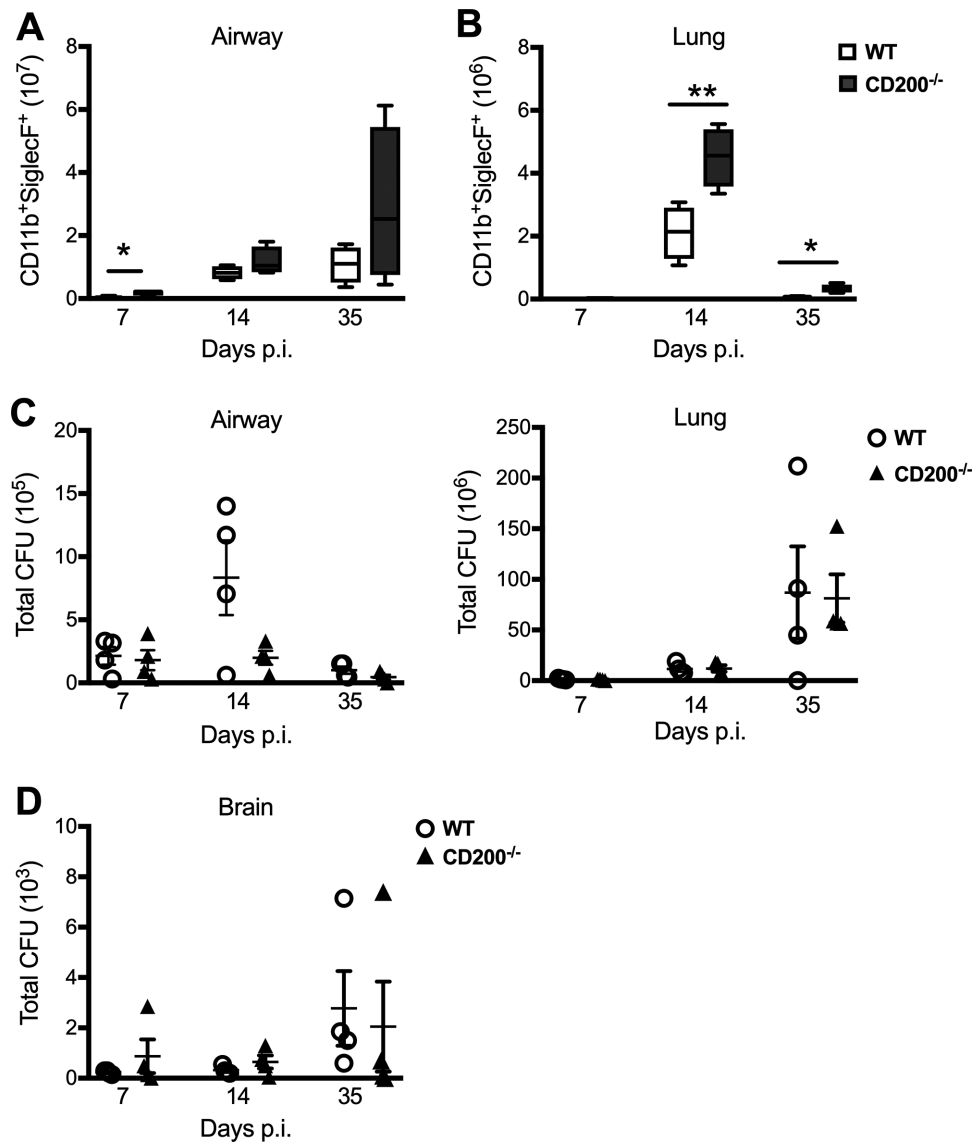 A
Airway
CD11b⁺SiglecF⁺ (10⁷)
8
6
4
2
0
*
7
14
35
Days p.i.
B
Lung
WT
CD200⁻/⁻
CD11b⁺SiglecF⁺ (10⁶)
8
6
4
2
0
**
*
7
14
35
Days p.i.
C
Airway
Total CFU (10⁵)
20
15
10
5
0
7
14
35
Days p.i.
Lung
WT
CD200⁻/⁻
Total CFU (10⁶)
250
200
150
100
50
0
7
14
35
Days p.i.
D
Brain
WT
CD200⁻/⁻
Total CFU (10³)
10
8
6
4
2
0
7
14
35
Days p.i.